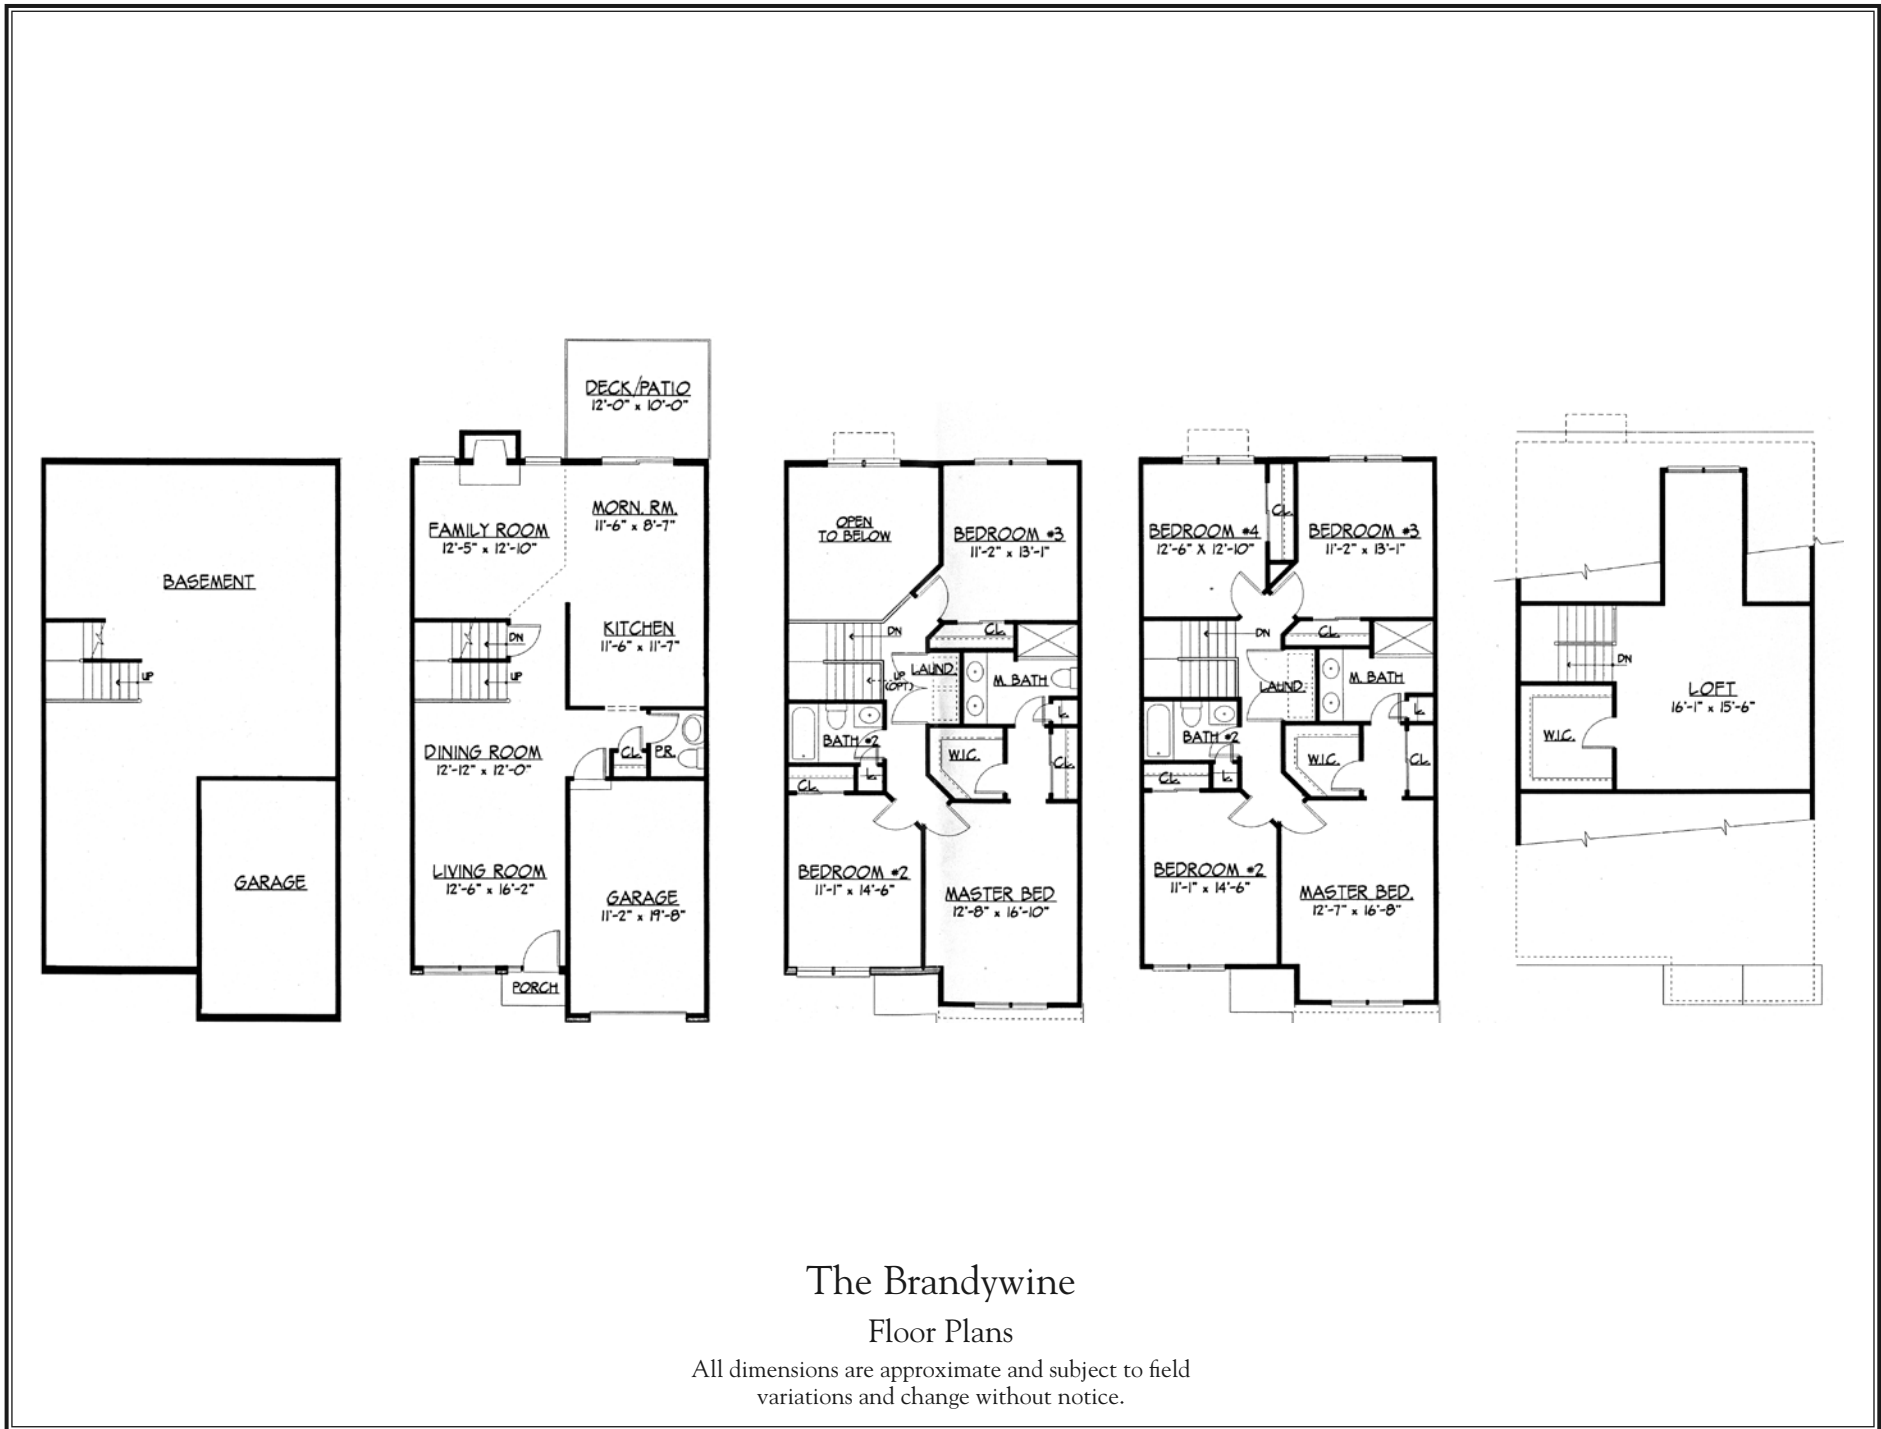 BASEMENT
UP
GARAGE
DECK/PATIO
12'-0" x 10'-0"
FAMILY ROOM
12'-5" x 12'-10"
MORN. RM.
11'-6" x 8'-7"
KITCHEN
11'-6" x 11'-7"
DN
UP
DINING ROOM
12'-12" x 12'-0"
CL.
P.R.
LIVING ROOM
12'-6" x 16'-2"
GARAGE
11'-2" x 19'-8"
PORCH
OPEN
TO BELOW
BEDROOM #3
11'-2" x 13'-1"
DN
CL.
UP
(OPT)
LAUND.
M. BATH
L.
BATH #2
W.I.C.
CL.
L.
CL.
BEDROOM #2
11'-1" x 14'-6"
MASTER BED.
12'-8" x 16'-10"
BEDROOM #4
12'-6" X 12'-10"
CL.
BEDROOM #3
11'-2" x 13'-1"
DN
CL.
LAUND.
M. BATH
L.
BATH #2
W.I.C.
CL.
L.
CL.
BEDROOM #2
11'-1" x 14'-6"
MASTER BED.
12'-7" x 16'-8"
DN
LOFT
16'-1" x 15'-6"
W.I.C.
The Brandywine
Floor Plans
All dimensions are approximate and subject to field
variations and change without notice.